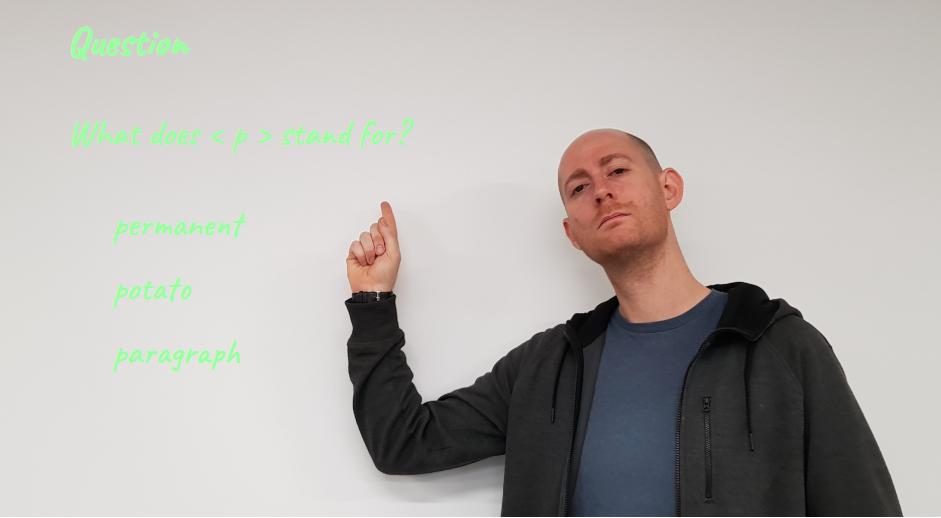 Question
What does < p > stand for?
permanent
potato
paragraph